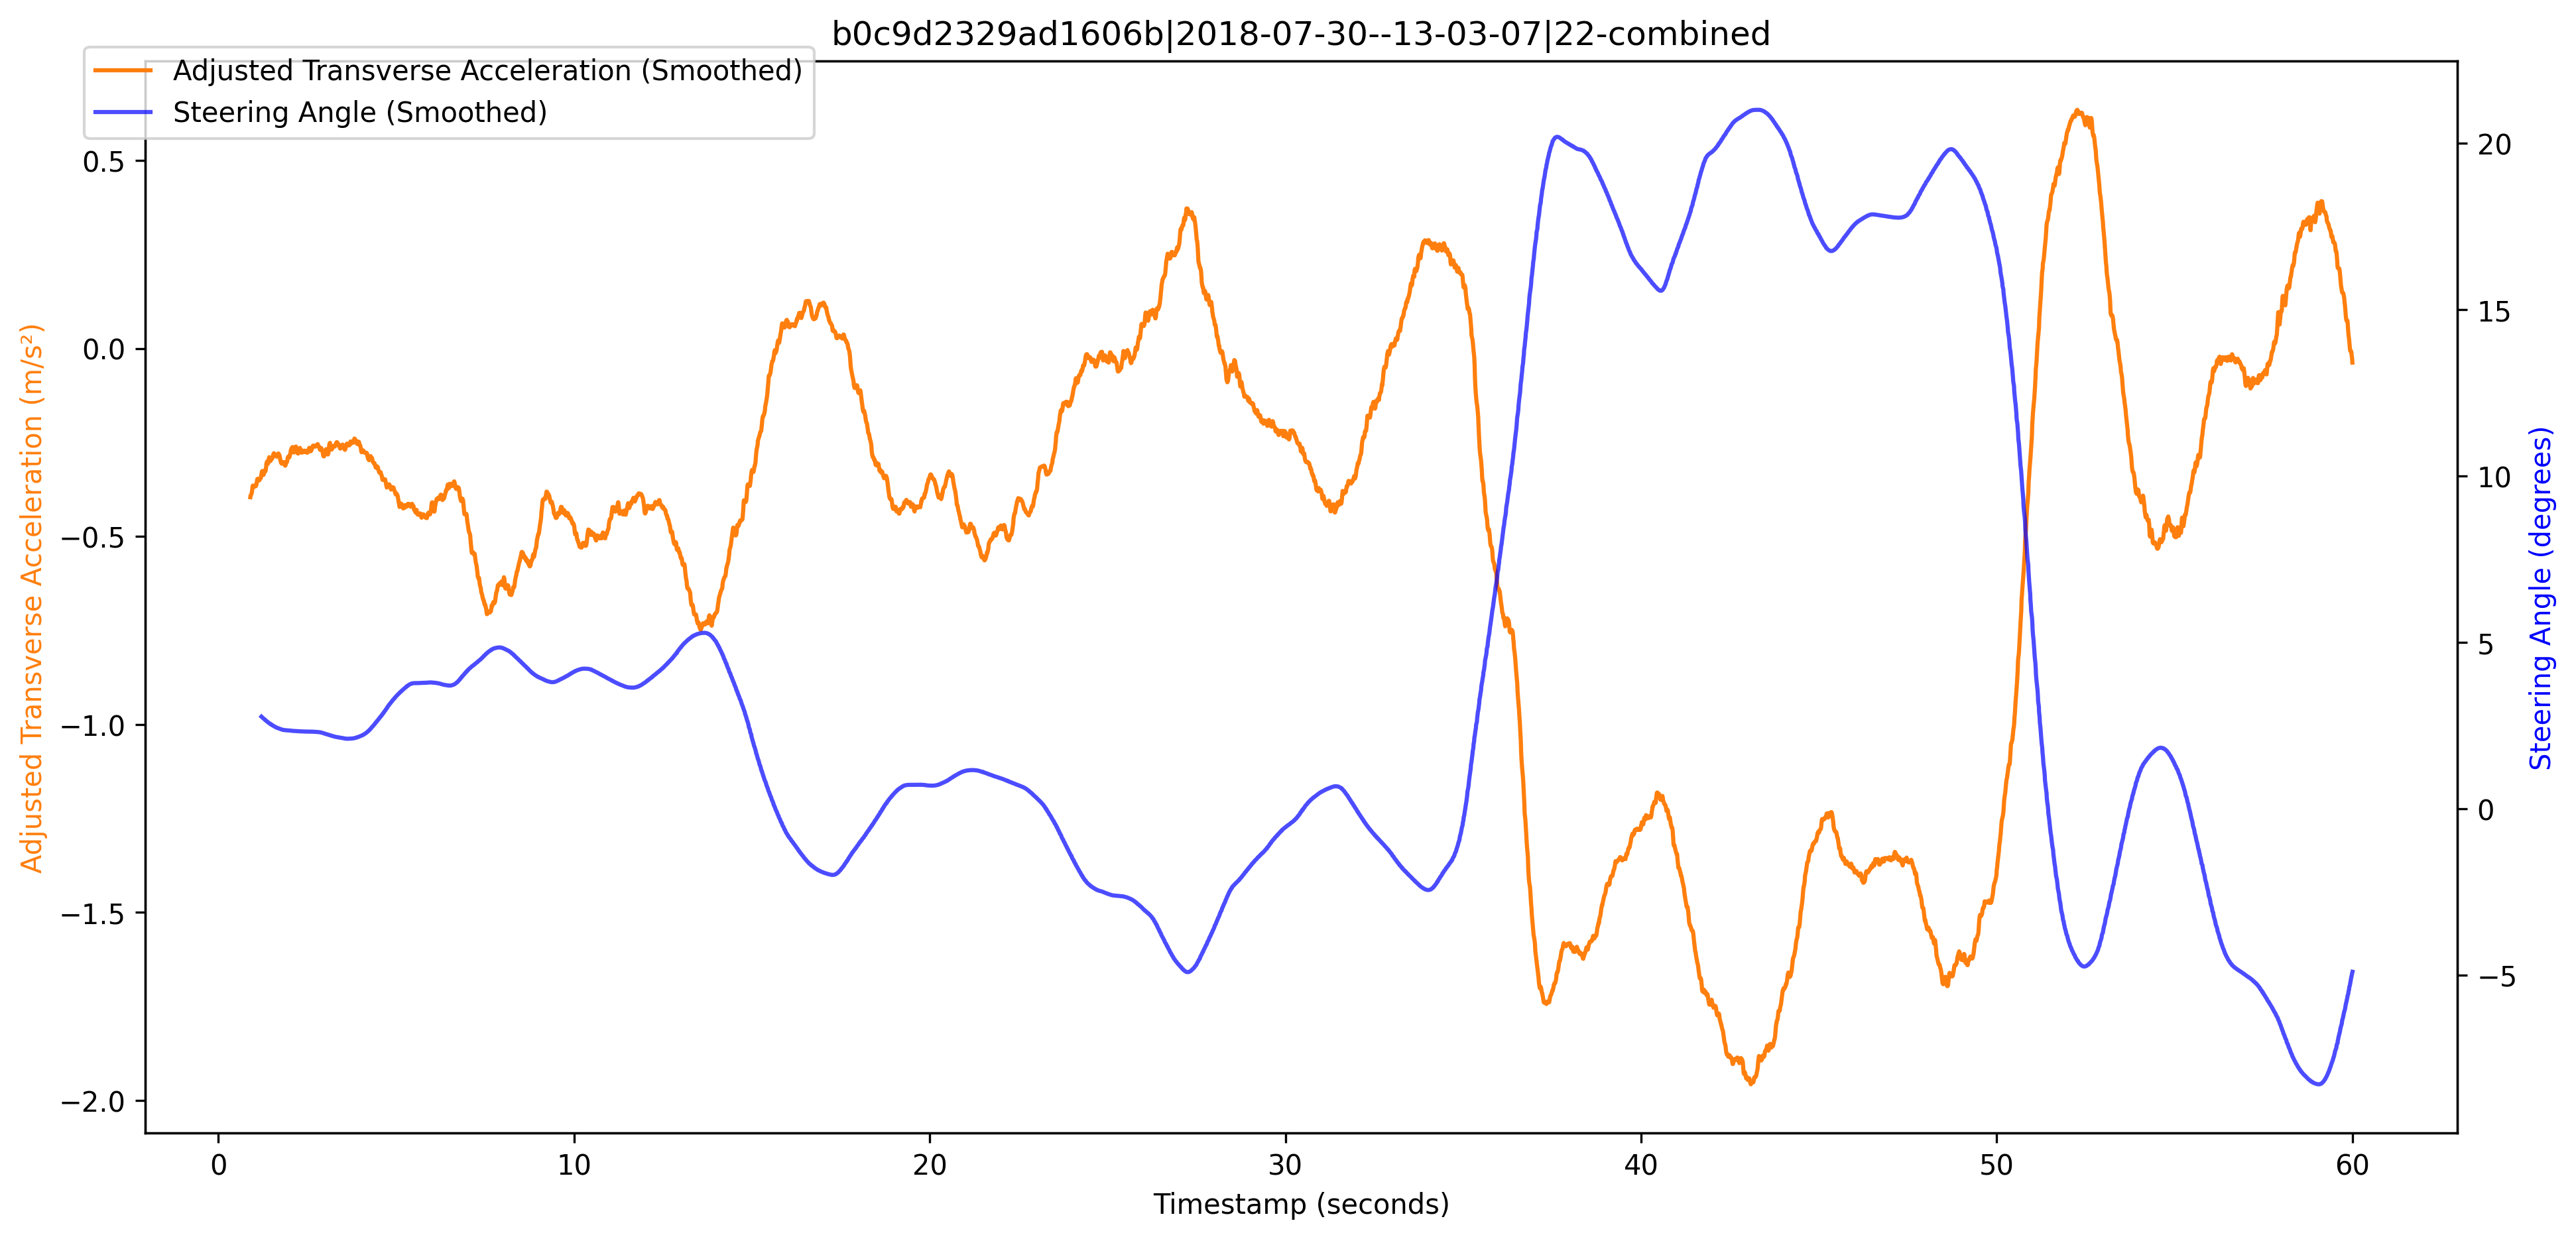 b0c9d2329ad1606b|2018-07-30--13-03-07|22-combined
Adjusted Transverse Acceleration (Smoothed)
Steering Angle (Smoothed)
Adjusted Transverse Acceleration (m/s²)
0.5
0.0
−0.5
−1.0
−1.5
−2.0
20
15
10
5
0
−5
Steering Angle (degrees)
0 10 20 30 40 50 60
Timestamp (seconds)